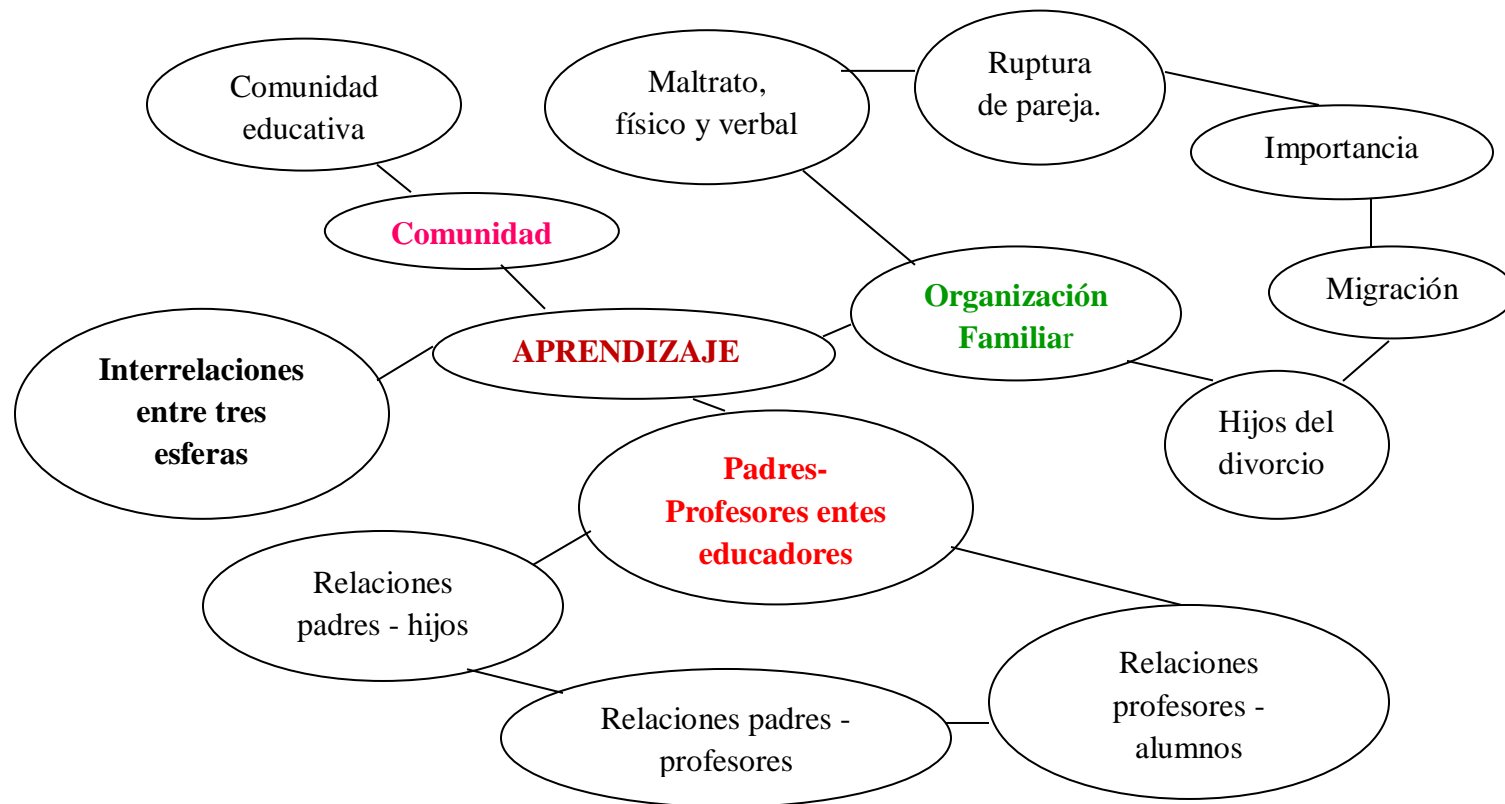 Comunidad
educativa
Maltrato,
físico y verbal
Ruptura
de pareja.
Importancia
Comunidad
Organización
Familiar
Migración
APRENDIZAJE
Interrelaciones
entre tres
esferas
Hijos del
divorcio
Padres-
Profesores entes
educadores
Relaciones
padres - hijos
Relaciones padres -
profesores
Relaciones
profesores -
alumnos